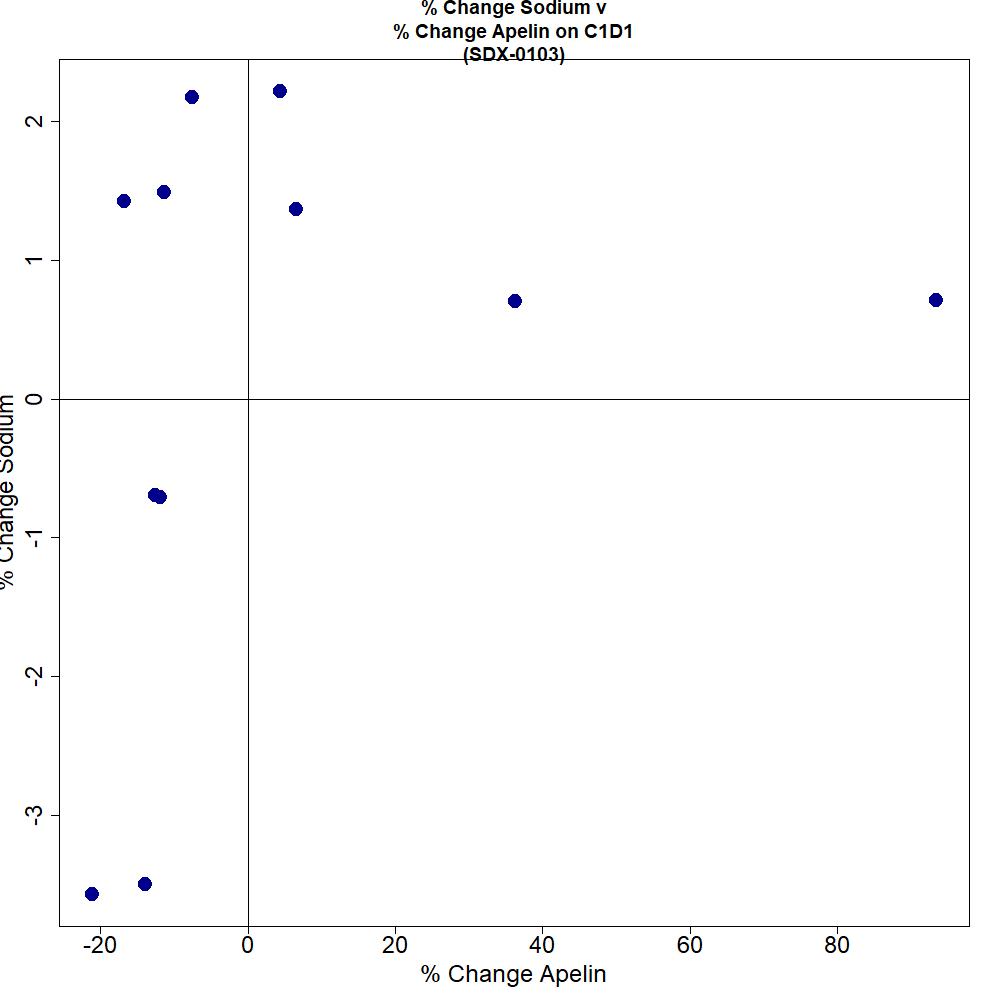 % Change Sodium v
% Change Apelin on C1D1
(SDX-0103)
2
1
0
-1
-2
-3
% Change Sodium
-20 0 20 40 60 80
% Change Apelin